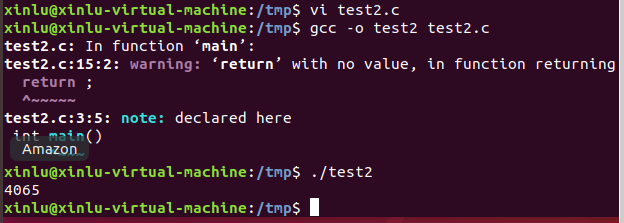 xinlu@xinlu-virtual-machine:/tmp$ vi test2.c
xinlu@xinlu-virtual-machine:/tmp$ gcc -o test2 test2.c
test2.c: In function ‘main’:
test2.c:15:2: warning: ‘return’ with no value, in function returning
return ;
^~~~~~
test2.c:3:5: note: declared here
int main()
Amazon
xinlu@xinlu-virtual-machine:/tmp$ ./test2
4065
xinlu@xinlu-virtual-machine:/tmp$